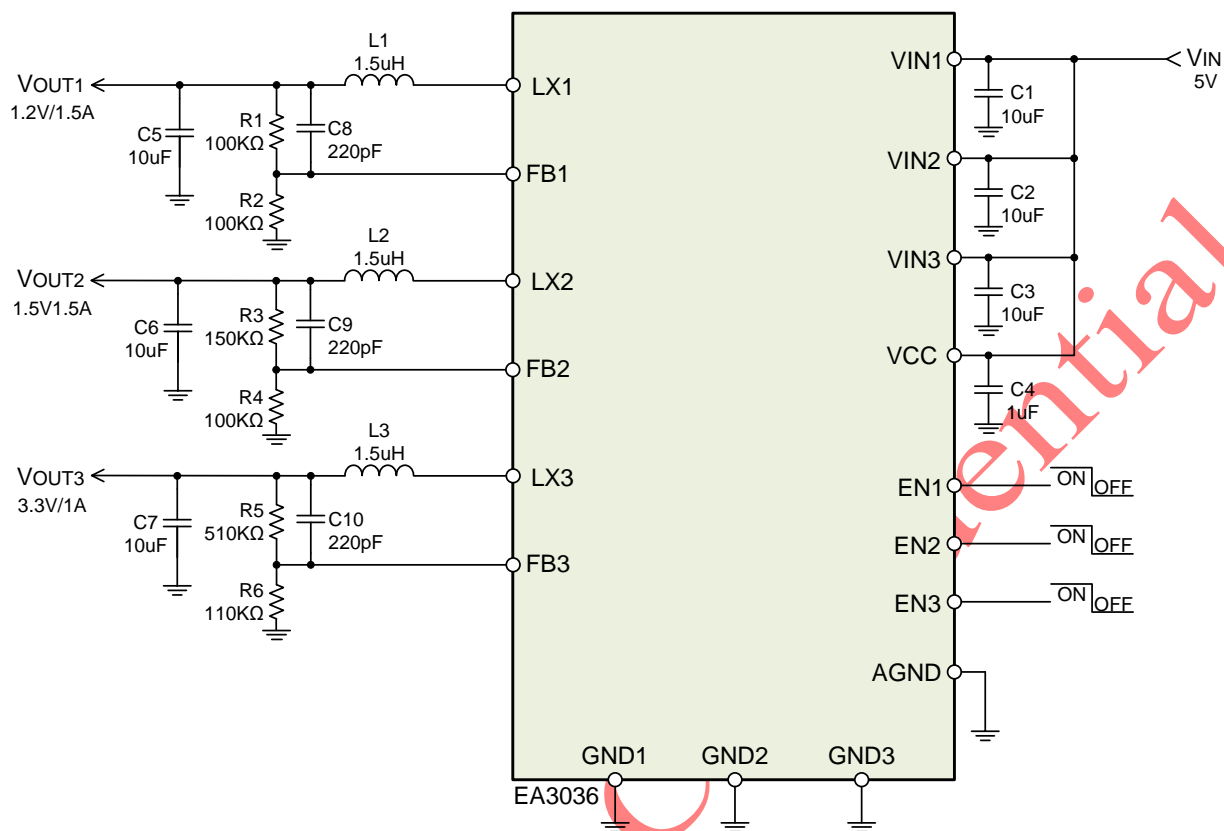 L1
1.5uH
VOUT1
1.2V/1.5A
LX1
C5
10uF
R1
100KΩ
C8
220pF
FB1
R2
100KΩ
L2
1.5uH
VOUT2
1.5V1.5A
LX2
C6
10uF
R3
150KΩ
C9
220pF
FB2
R4
100KΩ
L3
1.5uH
VOUT3
3.3V/1A
LX3
C7
10uF
R5
510KΩ
C10
220pF
FB3
R6
110KΩ
VIN1
VIN
5V
C1
10uF
VIN2
C2
10uF
VIN3
C3
10uF
VCC
C4
1uF
EN1
ON
OFF
EN2
ON
OFF
EN3
ON
OFF
AGND
GND1
GND2
GND3
EA3036